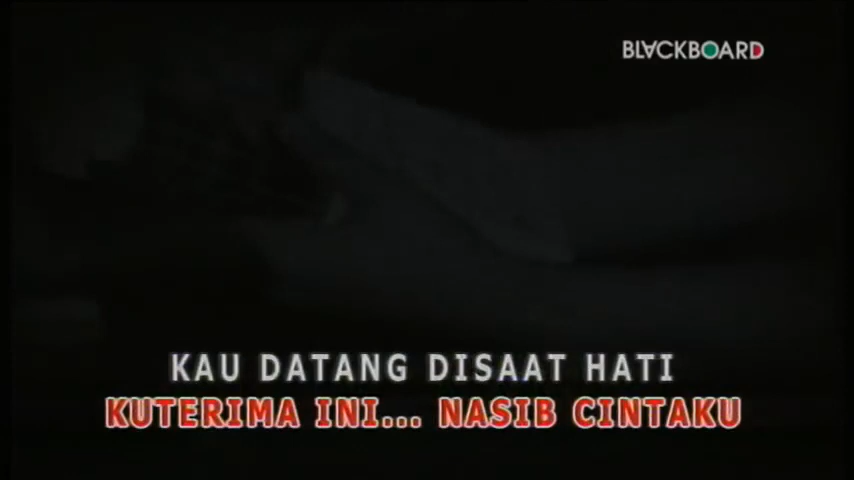 BLACKBOARD
KAU DATANG DISAAT HATI
KUTERIMA INI... NASIB CINTAKU